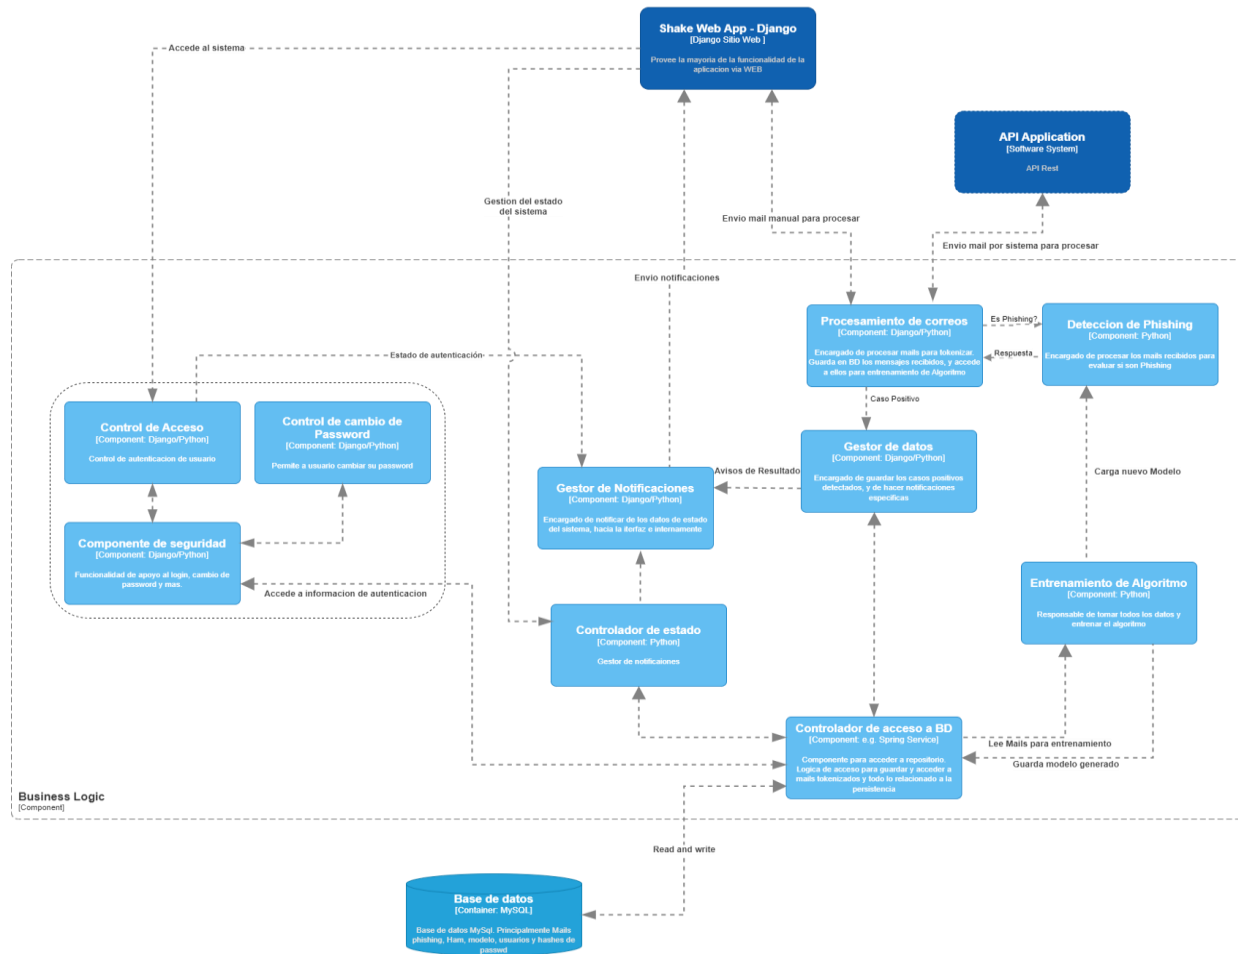 Shake Web App - Django
[Django Sitio Web ]
Provee la mayoria de la funcionalidad de la
aplicacion via WEB
Accede al sistema
API Application
[Software System]
API Rest
Gestion del estado
del sistema
Envio mail manual para procesar
Envio mail por sistema para procesar
Envio notificaciones
Procesamiento de correos
[Component: Django/Python]
Encargado de procesar mails para tokenizar.
Guarda en BD los mensajes recibidos, y accede
a ellos para entrenamiento de Algoritmo
Es Phishing?
Respuesta
Deteccion de Phishing
[Component: Python]
Encargado de procesar los mails recibidos para
evaluar si son Phishing
Estado de autenticación
Caso Positivo
Control de Acceso
[Component: Django/Python]
Control de autenticacion de usuario
Control de cambio de
Password
[Component: Django/Python]
Permite a usuario cambiar su password
Gestor de datos
[Component: Django/Python]
Encargado de guardar los casos positivos
detectados, y de hacer notificaciones
especificas
Avisos de Resultado
Carga nuevo Modelo
Gestor de Notificaciones
[Component: Django/Python]
Encargado de notificar de los datos de estado
del sistema, hacia la iterfaz e internamente
Componente de seguridad
[Component: Django/Python]
Funcionalidad de apoyo al login, cambio de
password y mas.
Accede a informacion de autenticacion
Entrenamiento de Algoritmo
[Component: Python]
Responsable de tomar todos los datos y
entrenar el algoritmo
Controlador de estado
[Component: Python]
Gestor de notificaiones
Controlador de acceso a BD
[Component: e.g. Spring Service]
Componente para acceder a repositorio.
Logica de acceso para guardar y acceder a
mails tokenizados y todo lo relacionado a la
persistencia
Lee Mails para entrenamiento
Guarda modelo generado
Business Logic
[Component]
Read and write
Base de datos
[Container: MySQL]
Base de datos MySql. Principalmente Mails
phishing, Ham, modelo, usuarios y hashes de
passwd